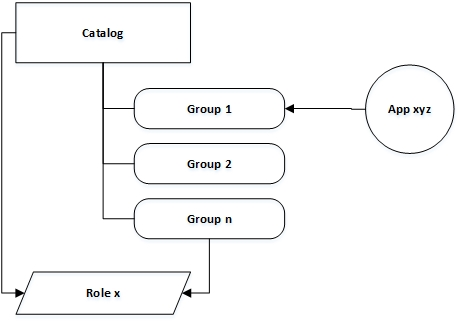 Catalog
Group 1
App xyz
Group 2
Group n
Role x